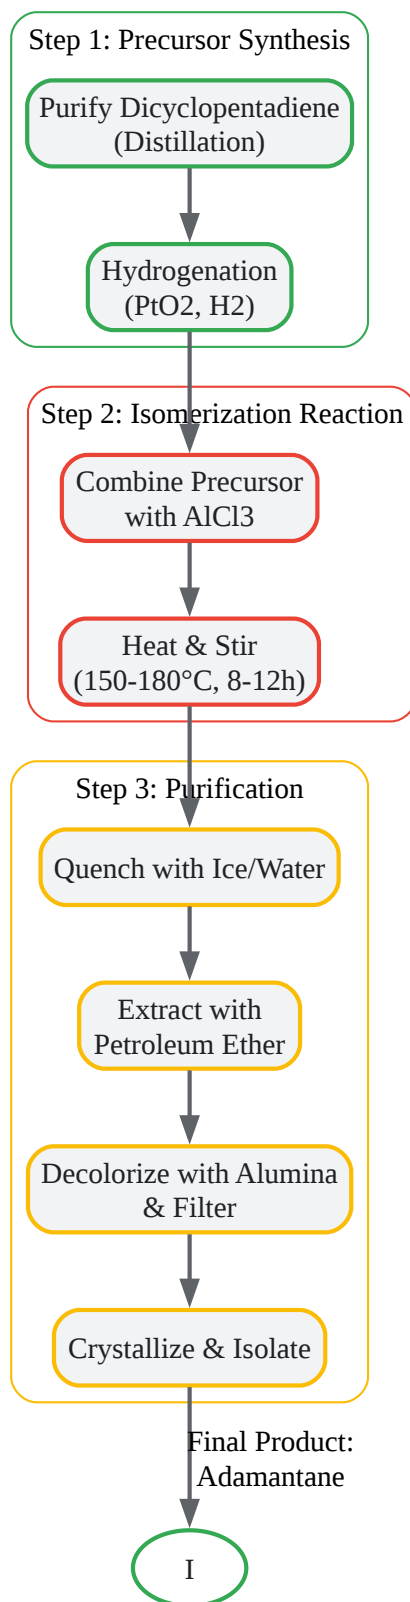 Step 1: Precursor Synthesis
Purify Dicyclopentadiene
(Distillation)
Hydrogenation
(PtO2, H2)
Step 2: Isomerization Reaction
Combine Precursor
with AlCl3
Heat & Stir
(150-180°C, 8-12h)
Step 3: Purification
Quench with Ice/Water
Extract with
Petroleum Ether
Decolorize with Alumina
& Filter
Crystallize & Isolate
Final Product:
Adamantane
I